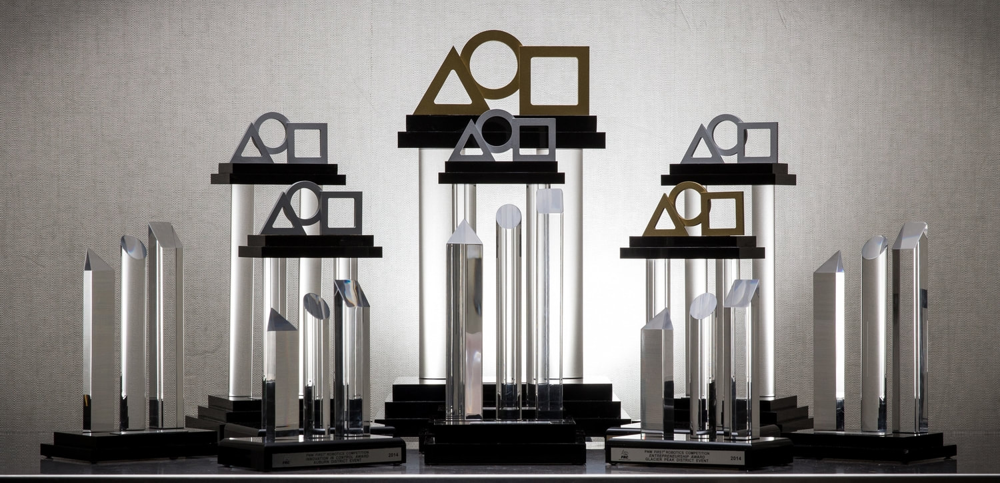 PNW FIRST® ROBOTICS COMPETITION
INNOVATION IN CONTROL AWARD
AUBURN DISTRICT EVENT
2014
PNW
PNW FIRST® ROBOTICS COMPETITION
ENTREPRENEURSHIP AWARD
GLACIER PEAK DISTRICT EVENT
2014